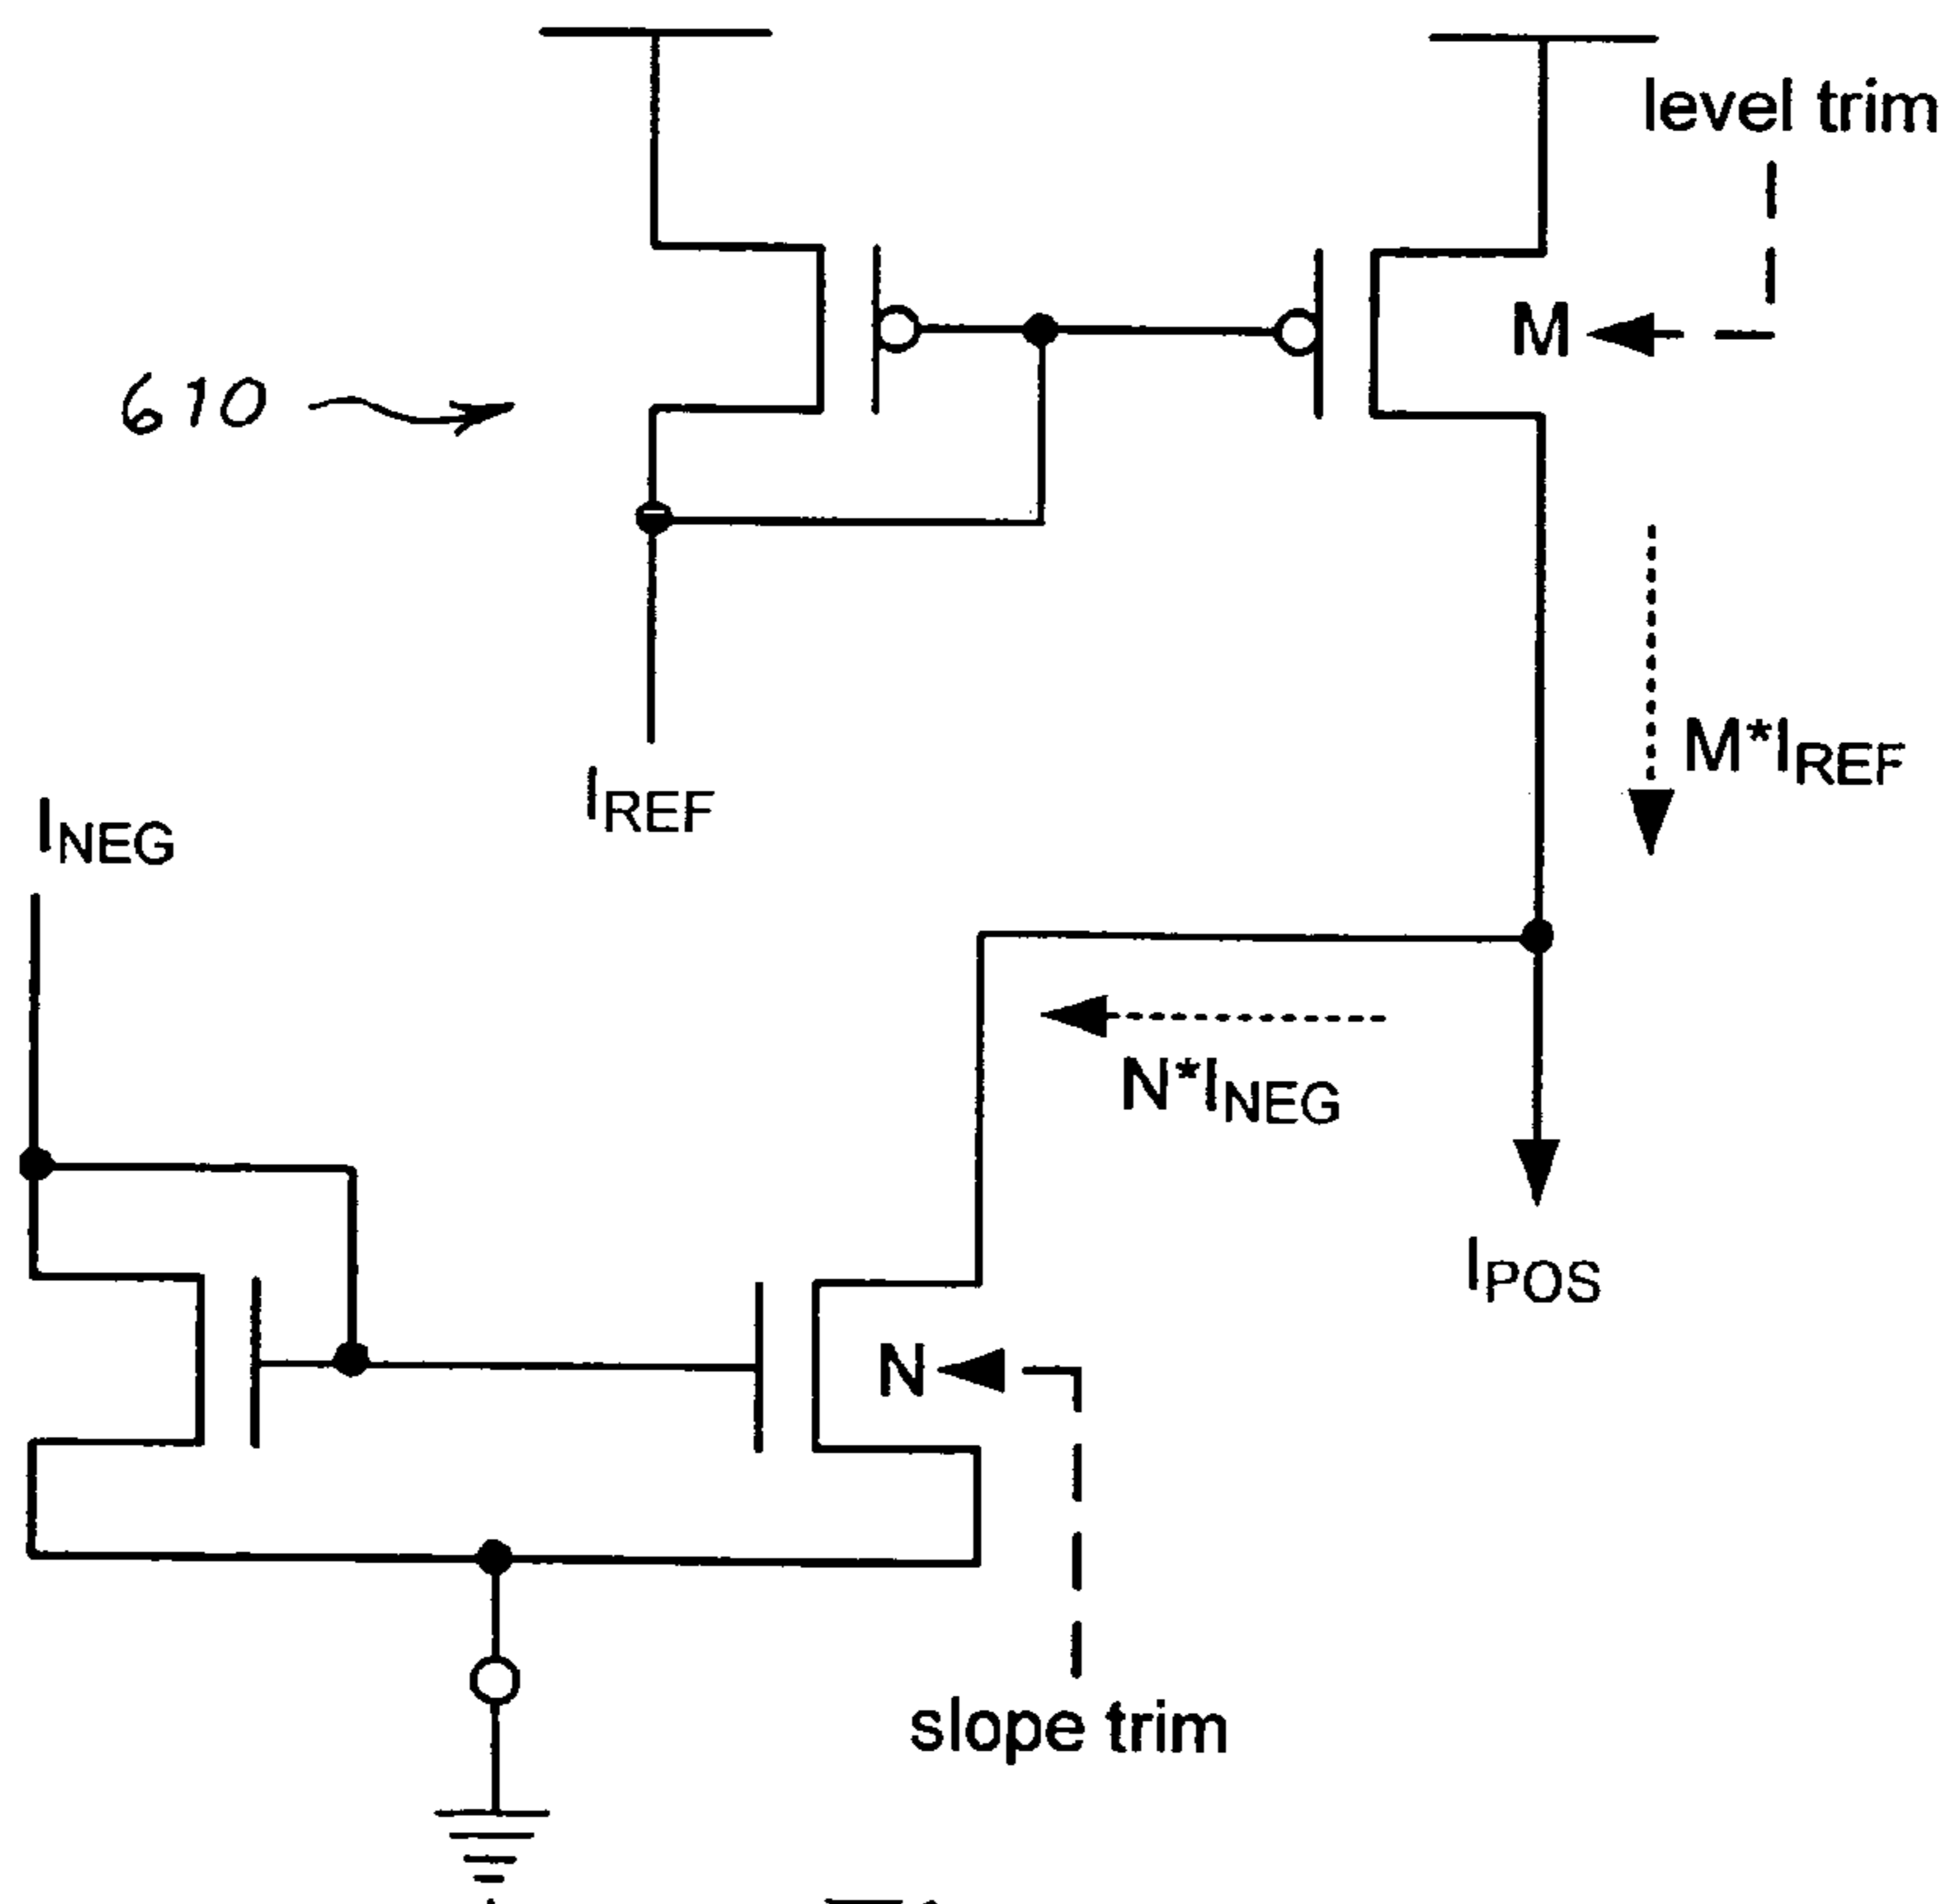 level trim
M
610
M*IREF
IREF
INEG
N*INEG
IPOS
N
slope trim